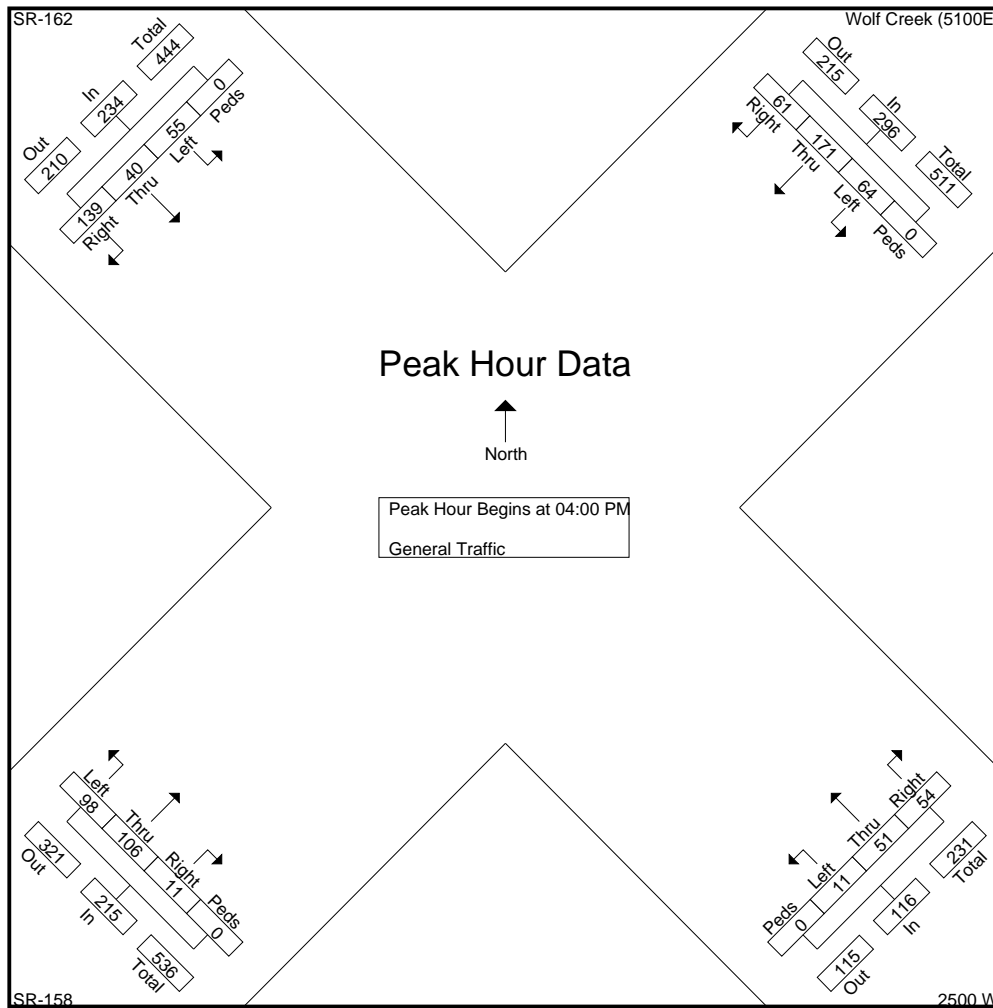 SR-162
Wolf Creek (5100E
Out
In
Total
210
234
444
Right
Thru
Left
Peds
139
40
55
0
Out
In
Total
215
296
511
Right
Thru
Left
Peds
61
171
64
0
Peak Hour Data
North
Peak Hour Begins at 04:00 PM
General Traffic
Left
Thru
Right
Peds
98
106
11
0
Out
In
Total
321
215
536
Peds
Left
Thru
Right
0
11
51
54
Out
In
Total
115
116
231
SR-158
2500 W